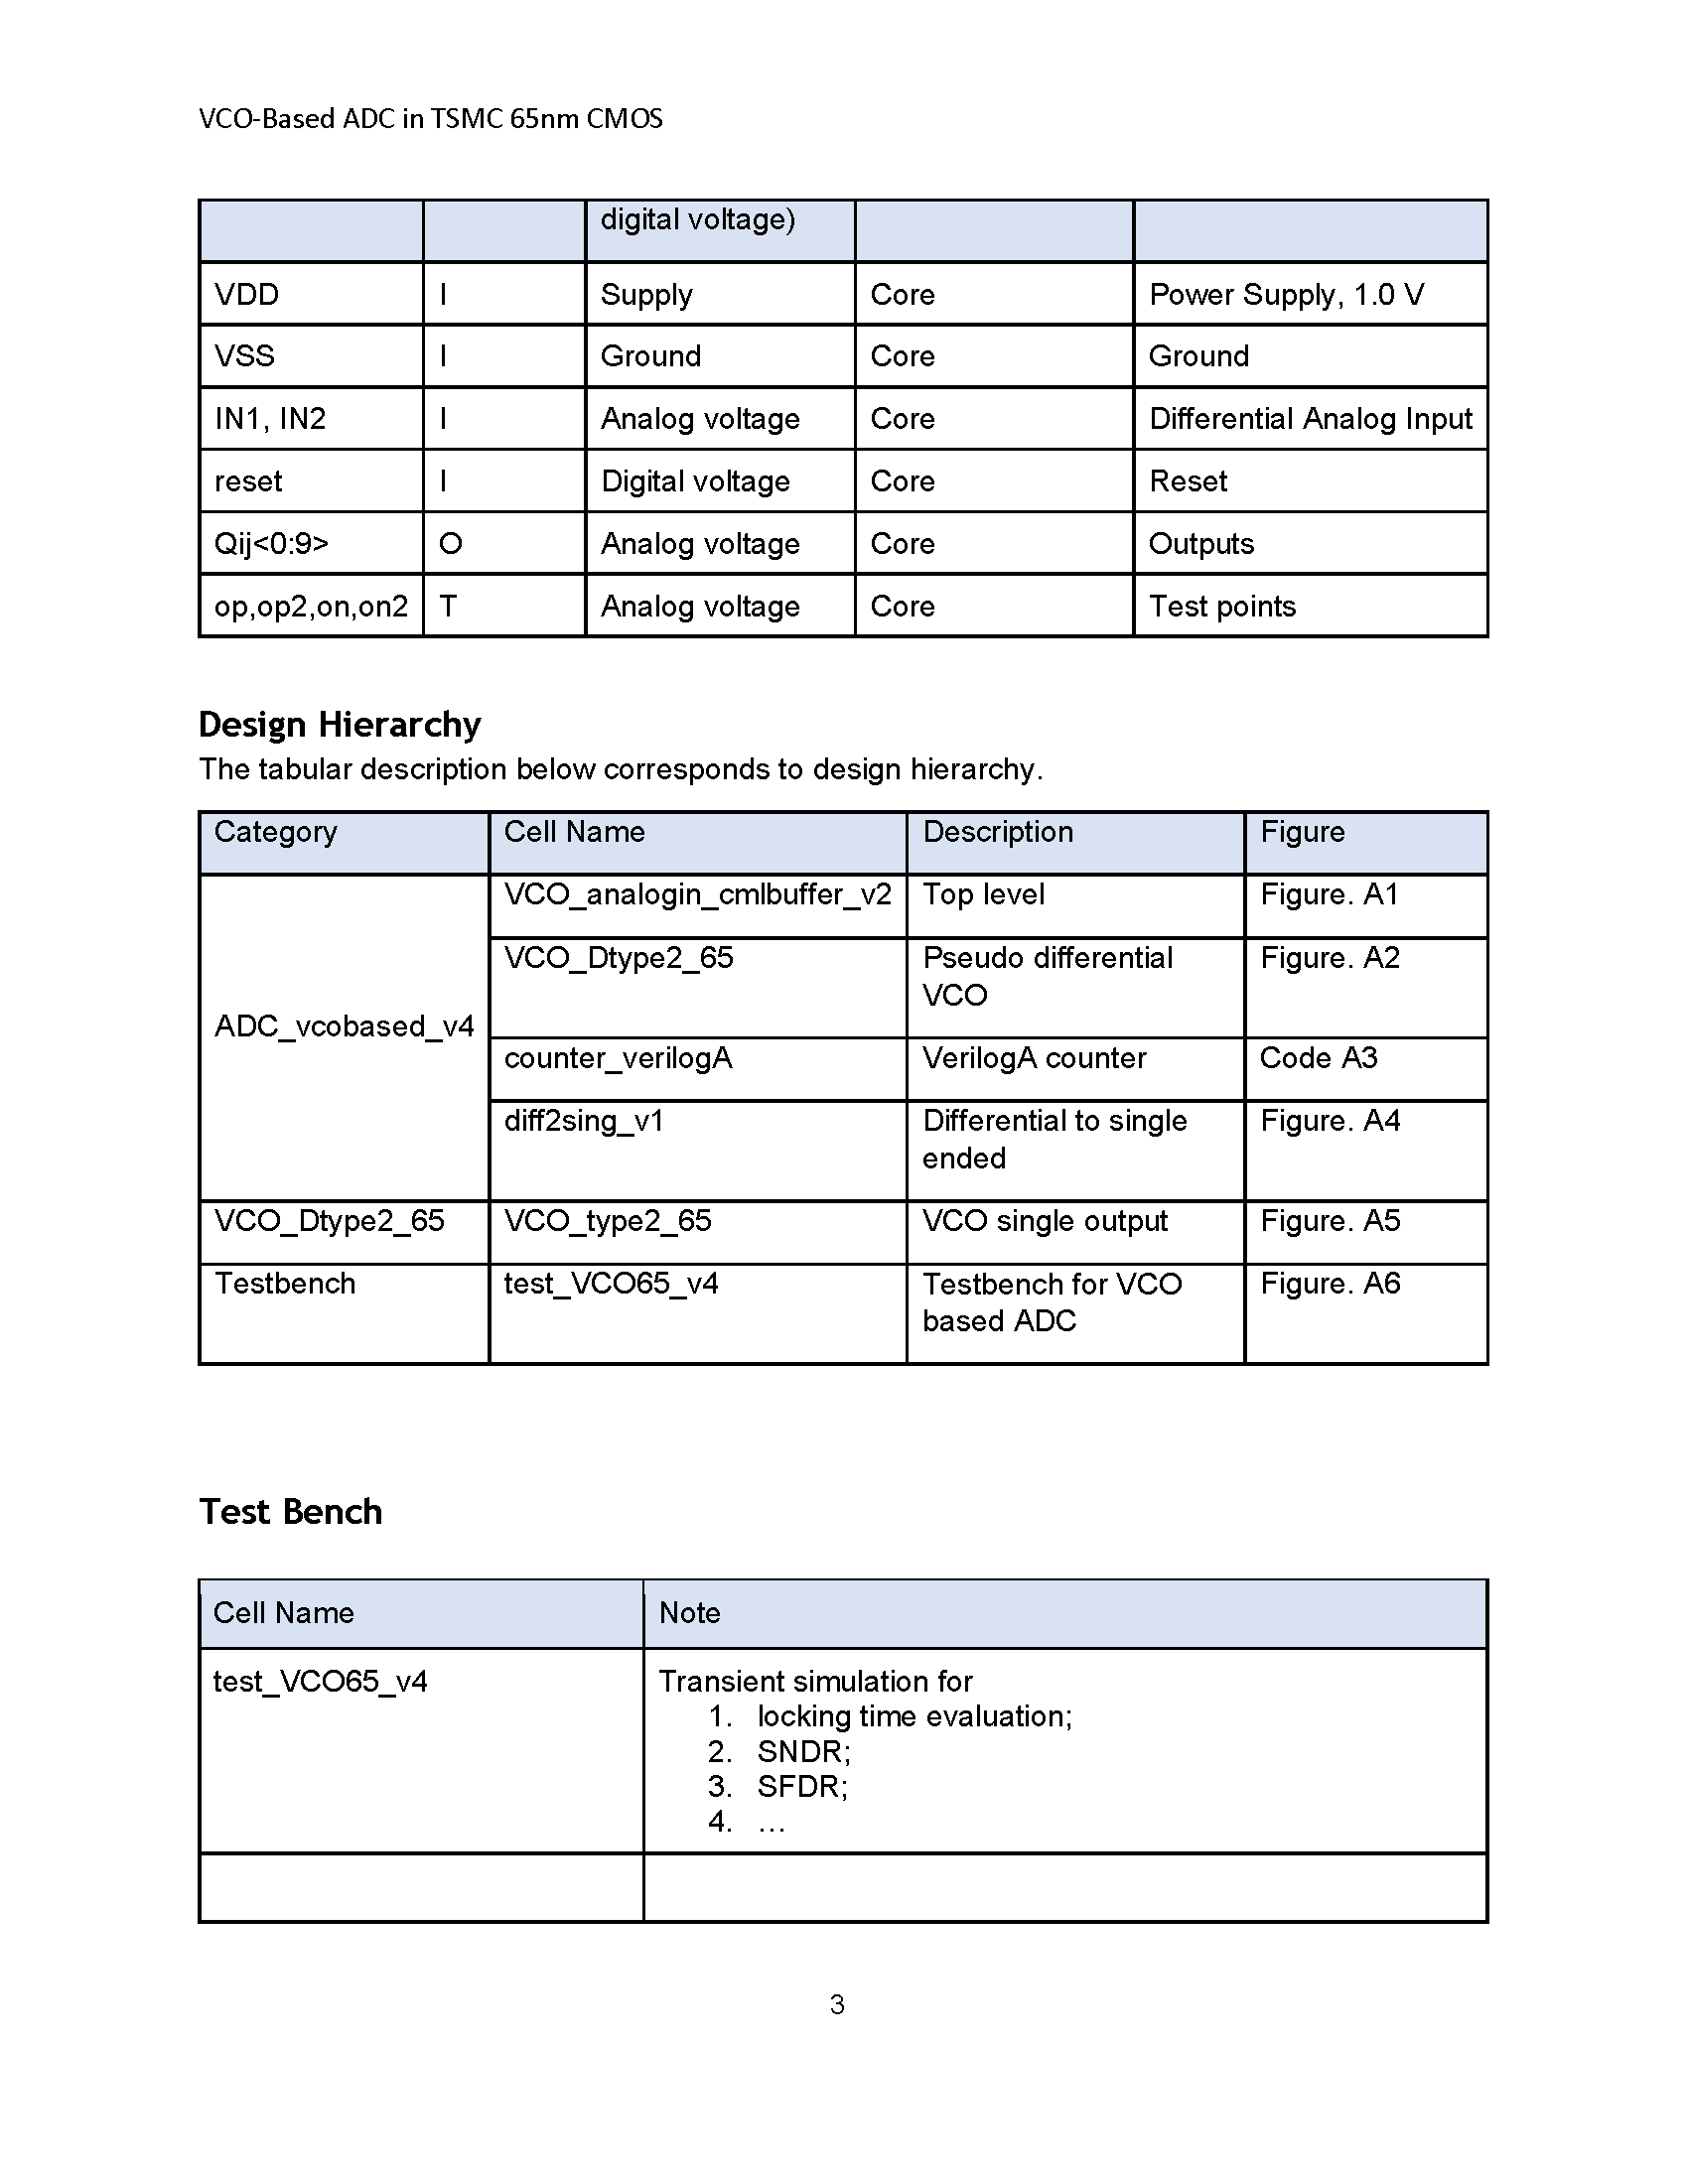 VCO-Based ADC in TSMC 65nm CMOS
digital voltage)
VDD I Supply Core Power Supply, 1.0 V
VSS I Ground Core Ground
IN1, IN2 I Analog voltage Core Differential Analog Input
reset I Digital voltage Core Reset
Qij<0:9> O Analog voltage Core Outputs
op,op2,on,on2 T Analog voltage Core Test points
Design Hierarchy
The tabular description below corresponds to design hierarchy.
Category Cell Name Description Figure
ADC_vcobased_v4
VCO_analogin_cmlbuffer_v2 Top level Figure. A1
VCO_Dtype2_65 Pseudo differential Figure. A2
VCO
counter_verilogA VerilogA counter Code A3
diff2sing_v1 Differential to single Figure. A4
ended
VCO_Dtype2_65 VCO_type2_65 VCO single output Figure. A5
Testbench test_VCO65_v4 Testbench for VCO Figure. A6
based ADC
Test Bench
Cell Name Note
test_VCO65_v4 Transient simulation for
1. locking time evaluation;
2. SNDR;
3. SFDR;
4. …
3